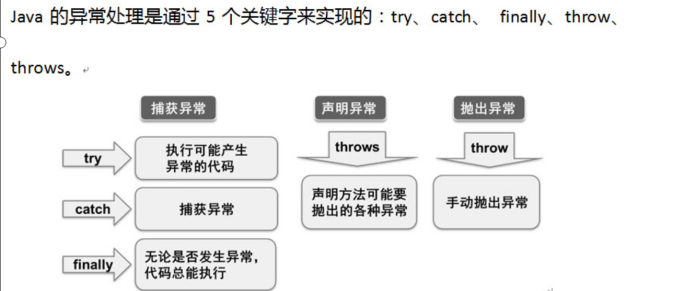 Java 的异常处理是通过 5 个关键字来实现的：try、catch、 finally、throw、
throws。
捕获异常
try
执行可能产生
异常的代码
catch
捕获异常
finally
无论是否发生异常，
代码总能执行
声明异常
throws
声明方法可能要
抛出的各种异常
抛出异常
throw
手动抛出异常